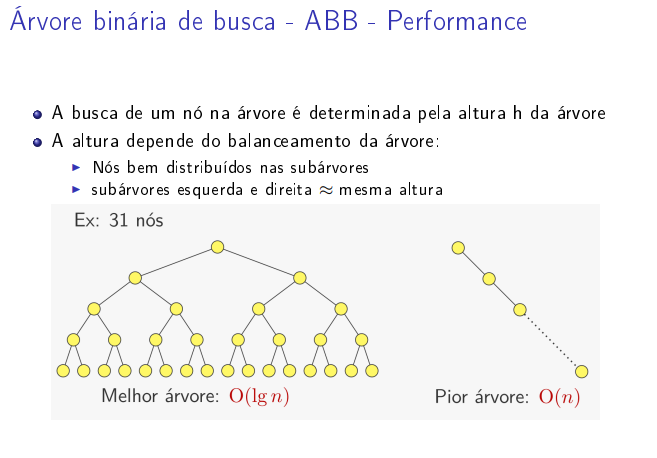 Árvore binária de busca - ABB - Performance
A busca de um nó na árvore é determinada pela altura h da árvore
A altura depende do balanceamento da árvore:
Nós bem distribuídos nas subárvores
subárvores esquerda e direita ≈ mesma altura
Ex: 31 nós
Melhor árvore: O(lg n)
Pior árvore: O(n)